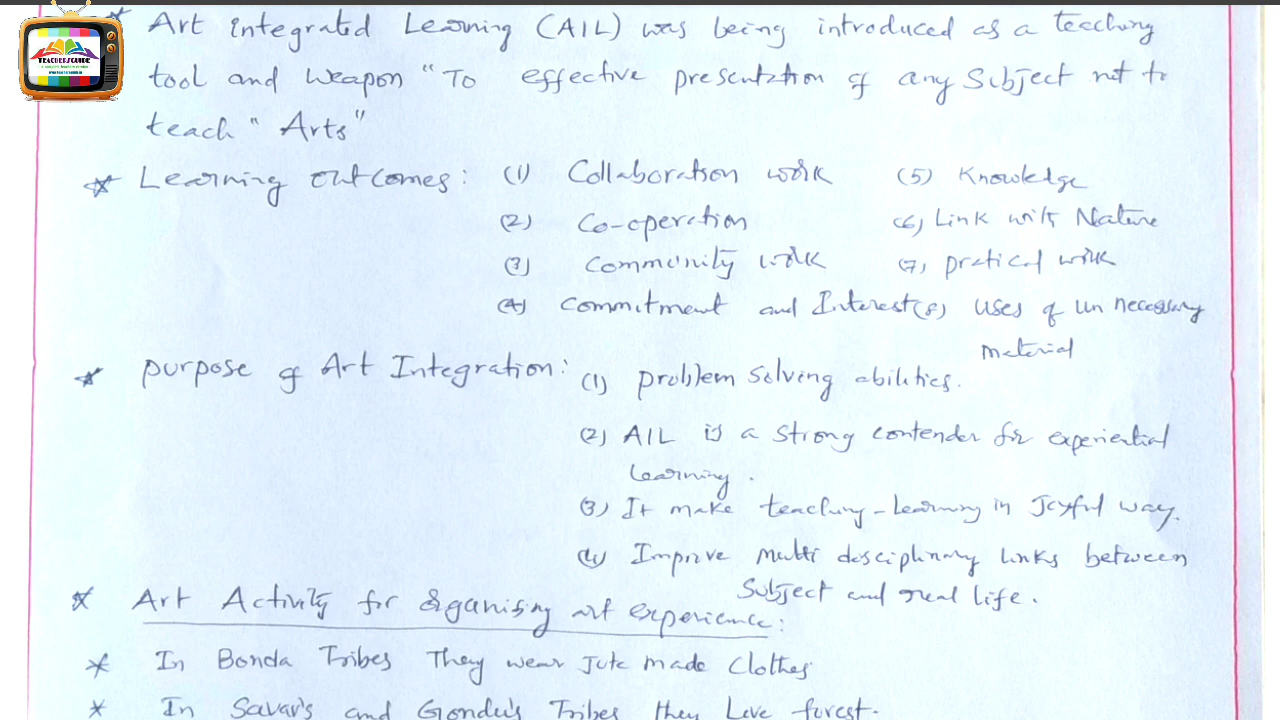 TEACHERSGUIDE
* Art integrated Learning (AIL) was being introduced as a teaching
tool and weapon "To effective presentation of any Subject not to
teach "Arts"
* Learning outcomes: (1) Collaboration work (5) Knowledge
(2) Co-operation (6) Link with Nature
(3) Community work (7) pratical work
(4) Commitment and Interest (8) uses of un necessary
material
* purpose of Art Integration: (1) problem solving abilities.
(2) AIL is a strong contender for experiential
learning.
(3) It make teaching-learning in Joyful way.
(4) Improve multi desciplinary links between
Subject and real life.
* Art Activity for organising art experience:
* In Bonda Tribes They wear Jute made clothes
* In Savar's and Gondu's Tribes they Live forest.